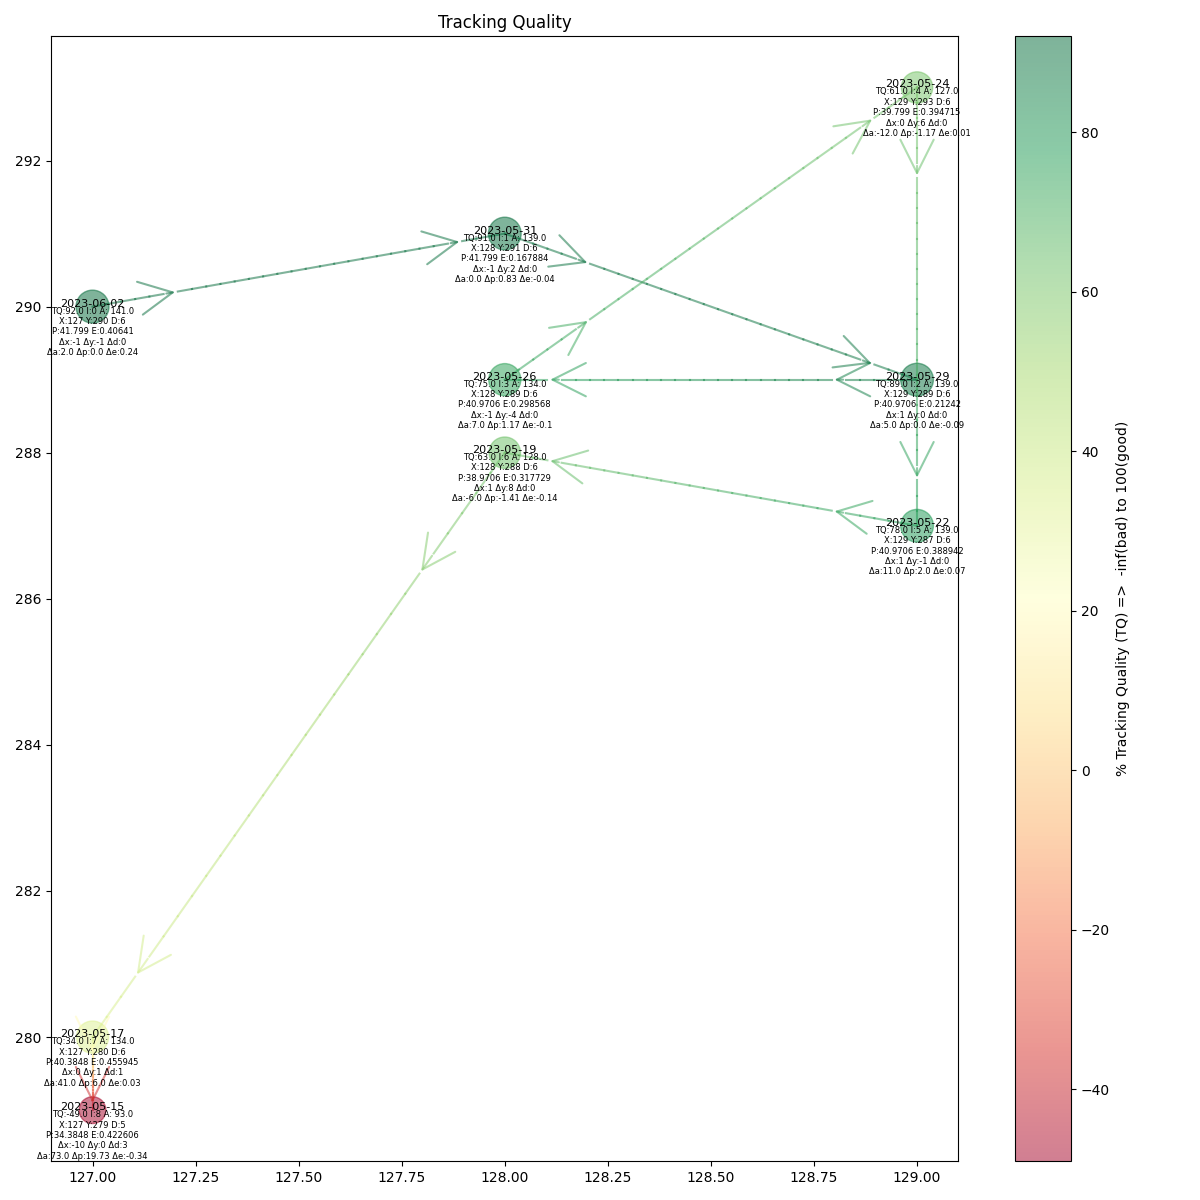 Tracking Quality
2023-05-24
TQ:61.0 I:4 A: 127.0
X:129 Y:293 D:6
P:39.799 E:0.394715
Δx:0 Δy:6 Δd:0
Δa:-12.0 Δp:-1.17 Δe:0.01
2023-05-31
TQ:91.0 I:1 A: 139.0
X:128 Y:291 D:6
P:41.799 E:0.167884
Δx:-1 Δy:2 Δd:0
Δa:0.0 Δp:0.83 Δe:-0.04
2023-06-02
TQ:92.0 I:0 A: 141.0
X:127 Y:290 D:6
P:41.799 E:0.40641
Δx:-1 Δy:-1 Δd:0
Δa:2.0 Δp:0.0 Δe:0.24
2023-05-26
TQ:75.0 I:3 A: 134.0
X:128 Y:289 D:6
P:40.9706 E:0.298568
Δx:-1 Δy:-4 Δd:0
Δa:7.0 Δp:1.17 Δe:-0.1
2023-05-29
TQ:89.0 I:2 A: 139.0
X:129 Y:289 D:6
P:40.9706 E:0.21242
Δx:1 Δy:0 Δd:0
Δa:5.0 Δp:0.0 Δe:-0.09
2023-05-19
TQ:63.0 I:6 A: 128.0
X:128 Y:288 D:6
P:38.9706 E:0.317729
Δx:1 Δy:8 Δd:0
Δa:-6.0 Δp:-1.41 Δe:-0.14
2023-05-22
TQ:78.0 I:5 A: 139.0
X:129 Y:287 D:6
P:40.9706 E:0.388942
Δx:1 Δy:-1 Δd:0
Δa:11.0 Δp:2.0 Δe:0.07
2023-05-17
TQ:34.0 I:7 A: 134.0
X:127 Y:280 D:6
P:40.3848 E:0.455945
Δx:0 Δy:1 Δd:1
Δa:41.0 Δp:6.0 Δe:0.03
2023-05-15
TQ:-49.0 I:8 A: 93.0
X:127 Y:279 D:5
P:34.3848 E:0.422606
Δx:-10 Δy:0 Δd:3
Δa:73.0 Δp:19.73 Δe:-0.34
292
290
288
286
284
282
280
127.00
127.25
127.50
127.75
128.00
128.25
128.50
128.75
129.00
80
60
40
20
0
−20
−40
% Tracking Quality (TQ) => -inf(bad) to 100(good)